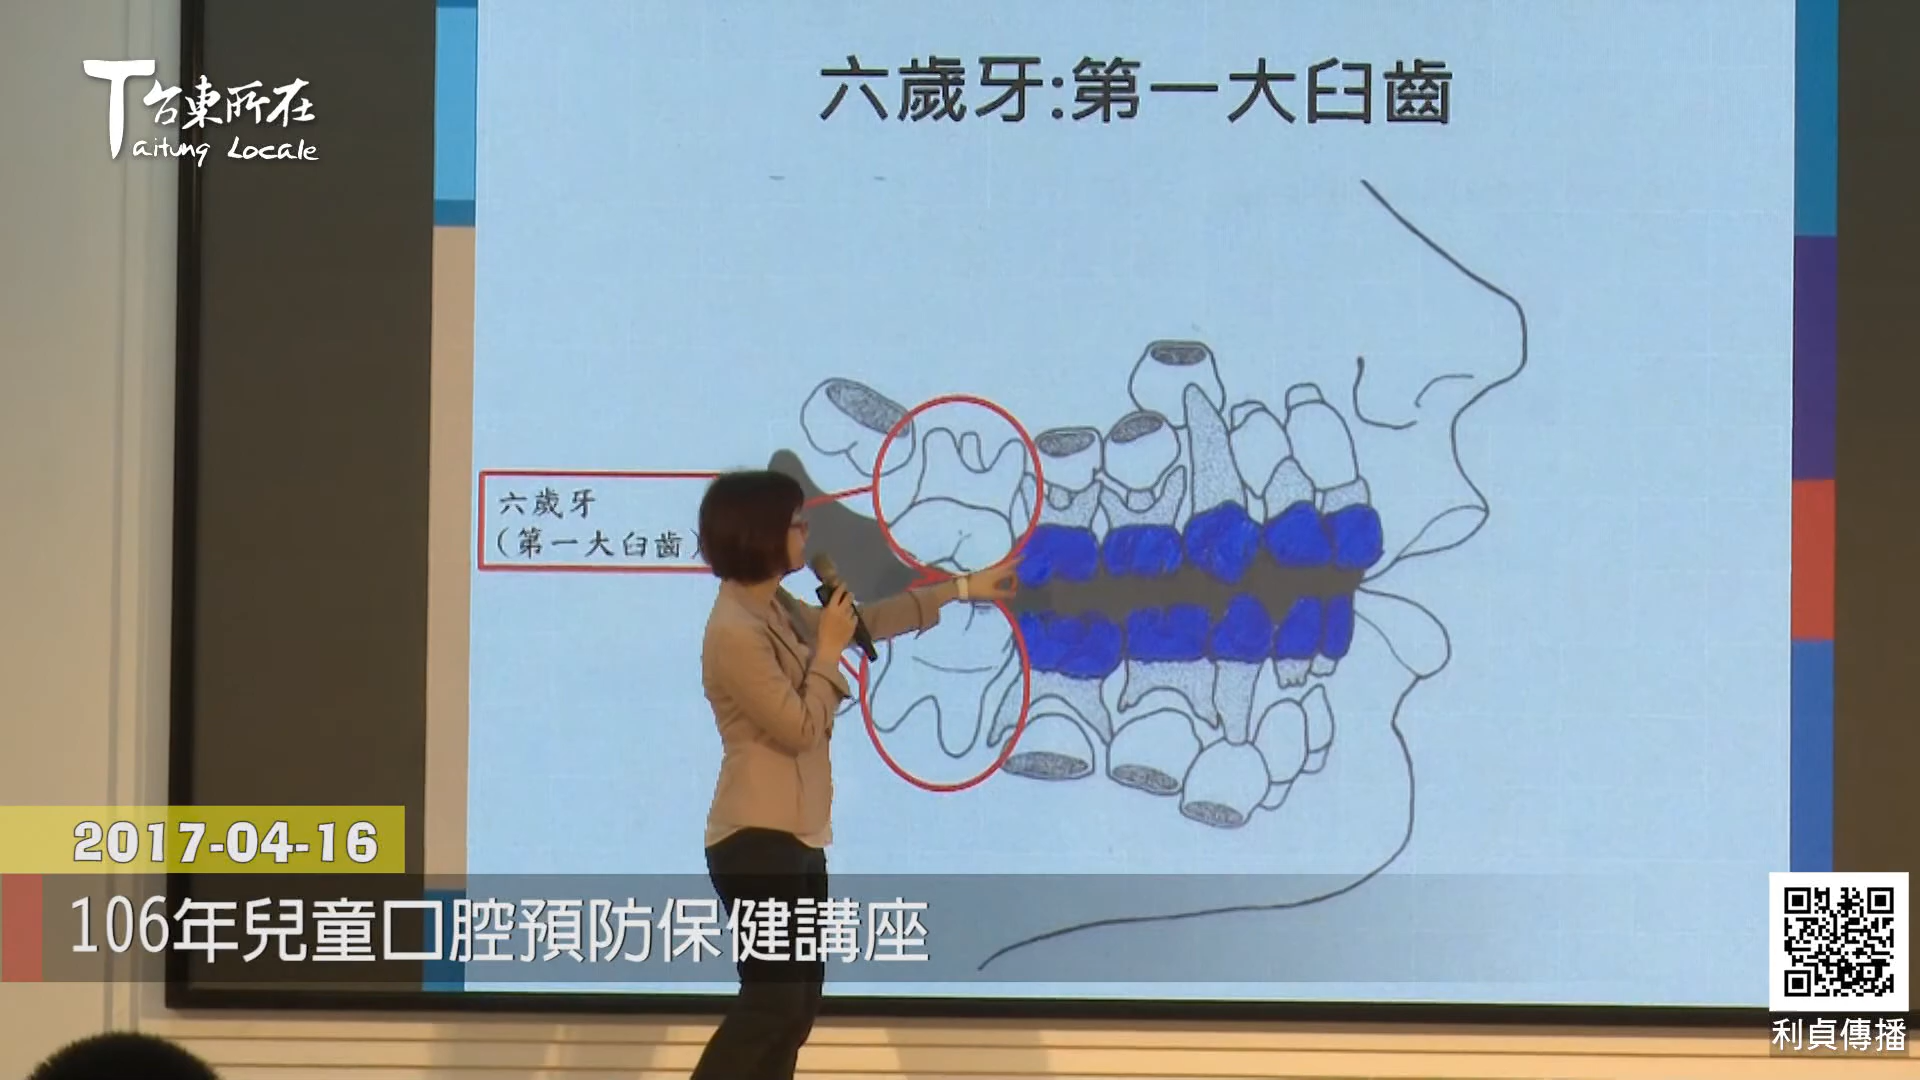 台東所在
Taitung Locale
六歲牙:第一大臼齒
六歲牙
(第一大臼齒)
2017-04-16
106年兒童口腔預防保健講座
利貞傳播